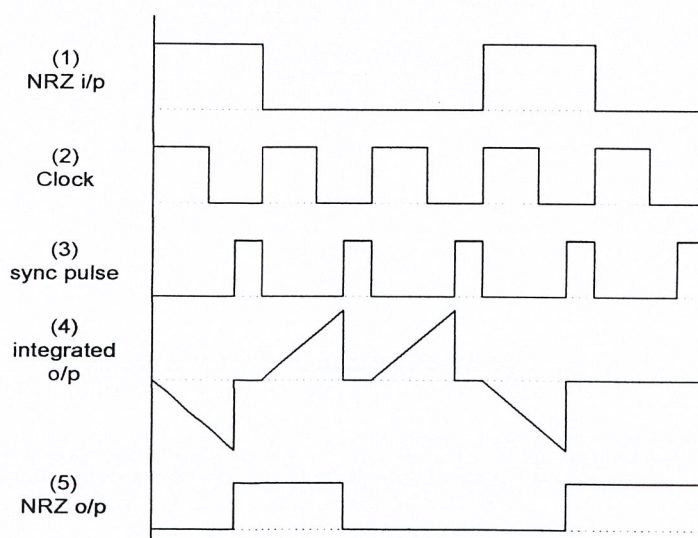 (1)
NRZ i/p
(2)
Clock
(3)
sync pulse
(4)
integrated
o/p
(5)
NRZ o/p